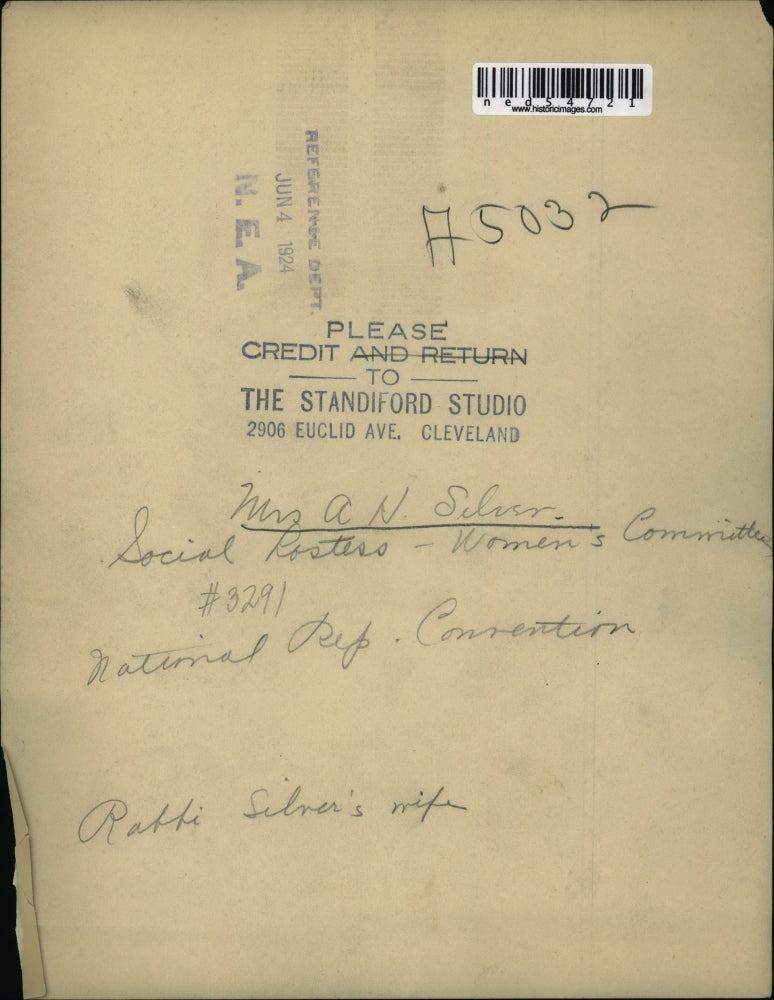 ned54721
www.historicimages.com
REFERENCE DEPT.
JUN 4 1924
N. E. A.
A5032
PLEASE
CREDIT AND RETURN
TO
THE STANDIFORD STUDIO
2906 EUCLID AVE. CLEVELAND
Mrs A N. Silver.
Social Hostess - Women's Committee
#3291
National Rep. Convention
Rabbi Silver's wife